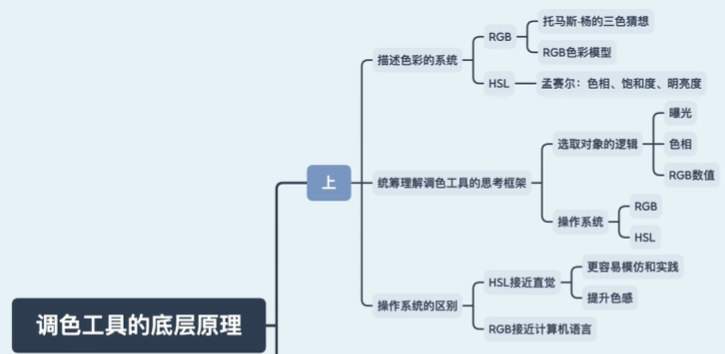 调色工具的底层原理
上
描述色彩的系统
RGB
托马斯·杨的三色猜想
RGB色彩模型
HSL
孟赛尔：色相、饱和度、明亮度
统筹理解调色工具的思考框架
选取对象的逻辑
曝光
色相
RGB数值
操作系统
RGB
HSL
操作系统的区别
HSL接近直觉
更容易模仿和实践
提升色感
RGB接近计算机语言